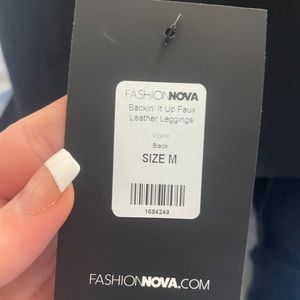 FASHIONNOVA
Backin' It Up Faux
Leather Leggings
Black
SIZE M
1684249
FASHIONNOVA.COM